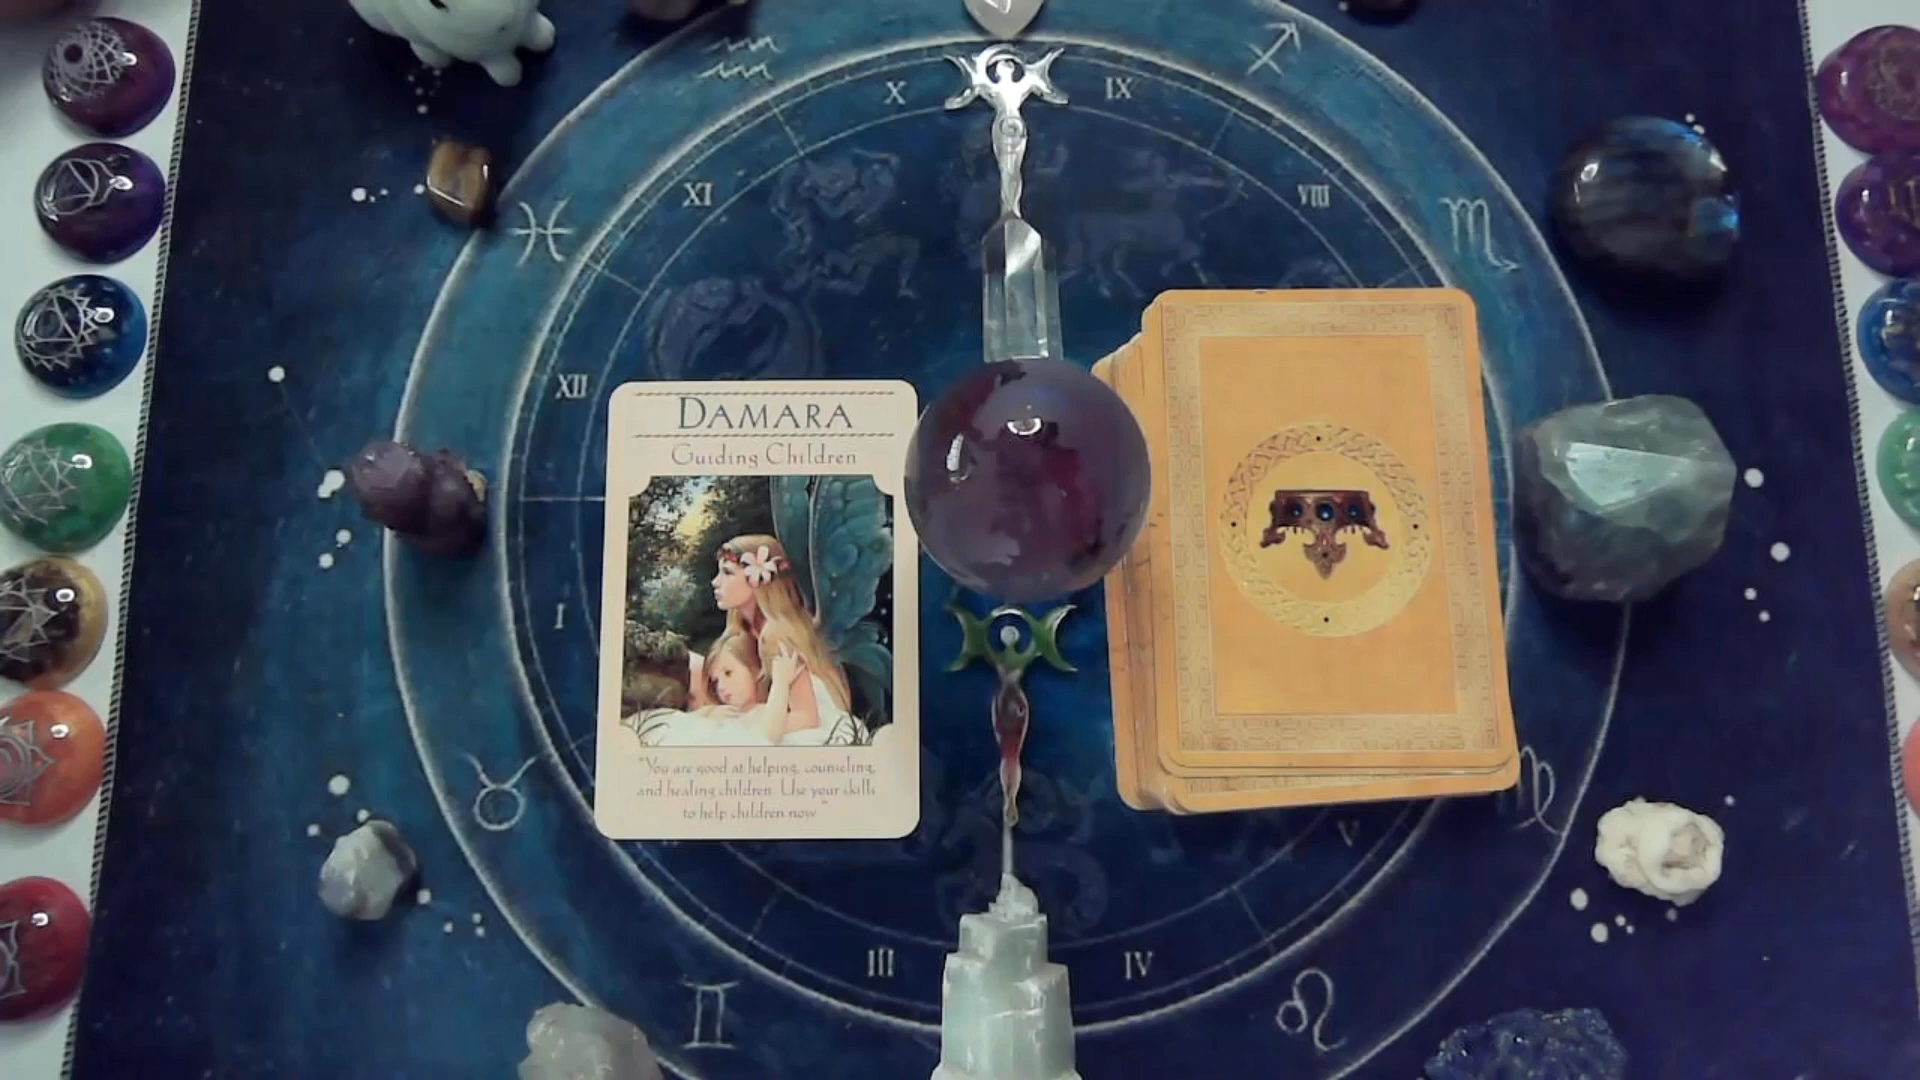 X
IX
XI
VIII
XII
DAMARA
Guiding Children
I
"You are good at helping, counseling,
and healing children. Use your skills
to help children now."
V
III
IV